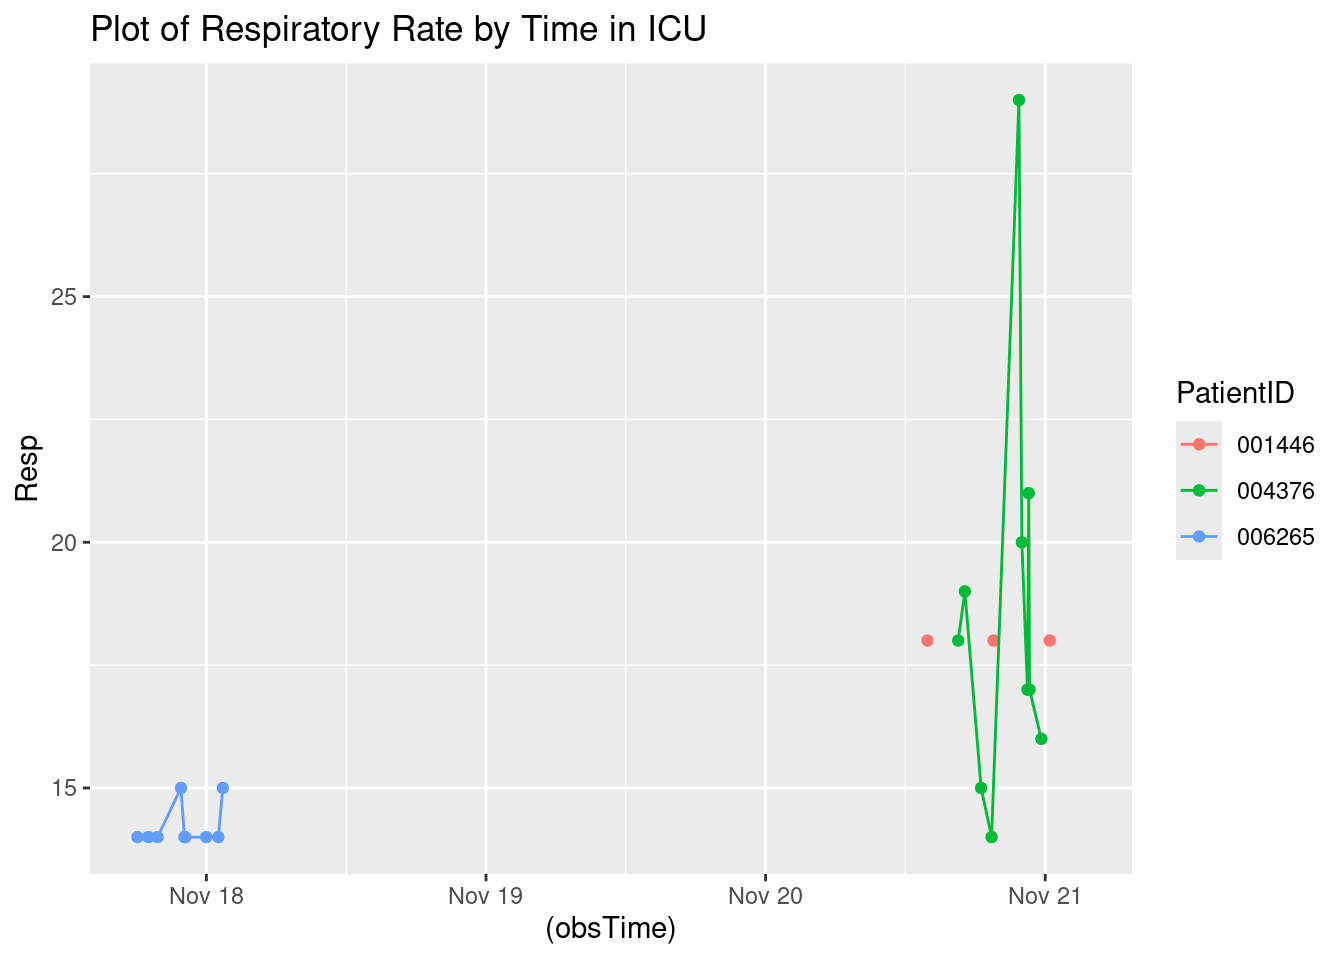 Plot of Respiratory Rate by Time in ICU
Resp
25
20
15
Nov 18
Nov 19
Nov 20
Nov 21
(obsTime)
PatientID
001446
004376
006265